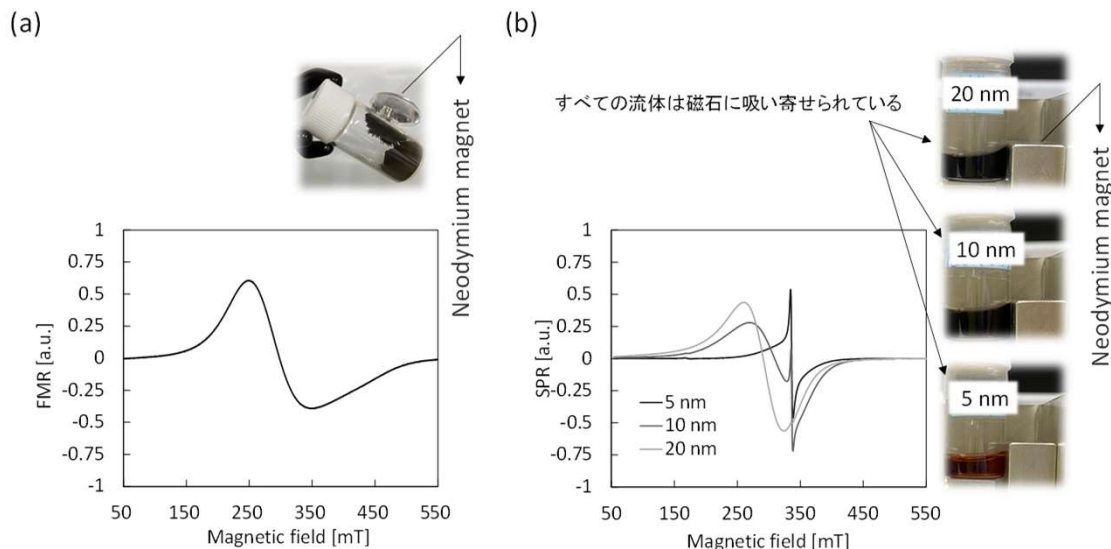 (a)
Neodymium magnet
FMR [a.u.]
1
0.75
0.5
0.25
0
-0.25
-0.5
-0.75
-1
50 150 250 350 450 550
Magnetic field [mT]
(b)
すべての流体は磁石に吸い寄せられている
20 nm
10 nm
5 nm
Neodymium magnet
SPR [a.u.]
1
0.75
0.5
0.25
0
-0.25
-0.5
-0.75
-1
5 nm
10 nm
20 nm
50 150 250 350 450 550
Magnetic field [mT]